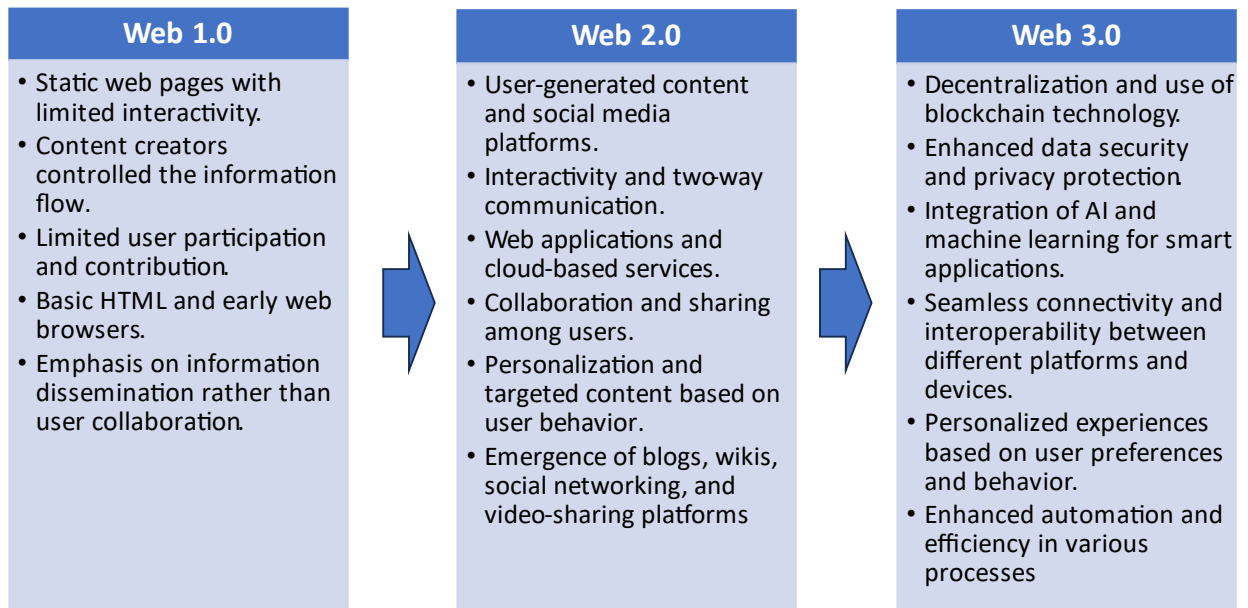 Web 1.0
• Static web pages with
limited interactivity.
• Content creators
controlled the information
flow.
• Limited user participation
and contribution.
• Basic HTML and early web
browsers.
• Emphasis on information
dissemination rather than
user collaboration.
Web 2.0
• User-generated content
and social media
platforms.
• Interactivity and two-way
communication.
• Web applications and
cloud-based services.
• Collaboration and sharing
among users.
• Personalization and
targeted content based on
user behavior.
• Emergence of blogs, wikis,
social networking, and
video-sharing platforms
Web 3.0
• Decentralization and use of
blockchain technology.
• Enhanced data security
and privacy protection.
• Integration of AI and
machine learning for smart
applications.
• Seamless connectivity and
interoperability between
different platforms and
devices.
• Personalized experiences
based on user preferences
and behavior.
• Enhanced automation and
efficiency in various
processes